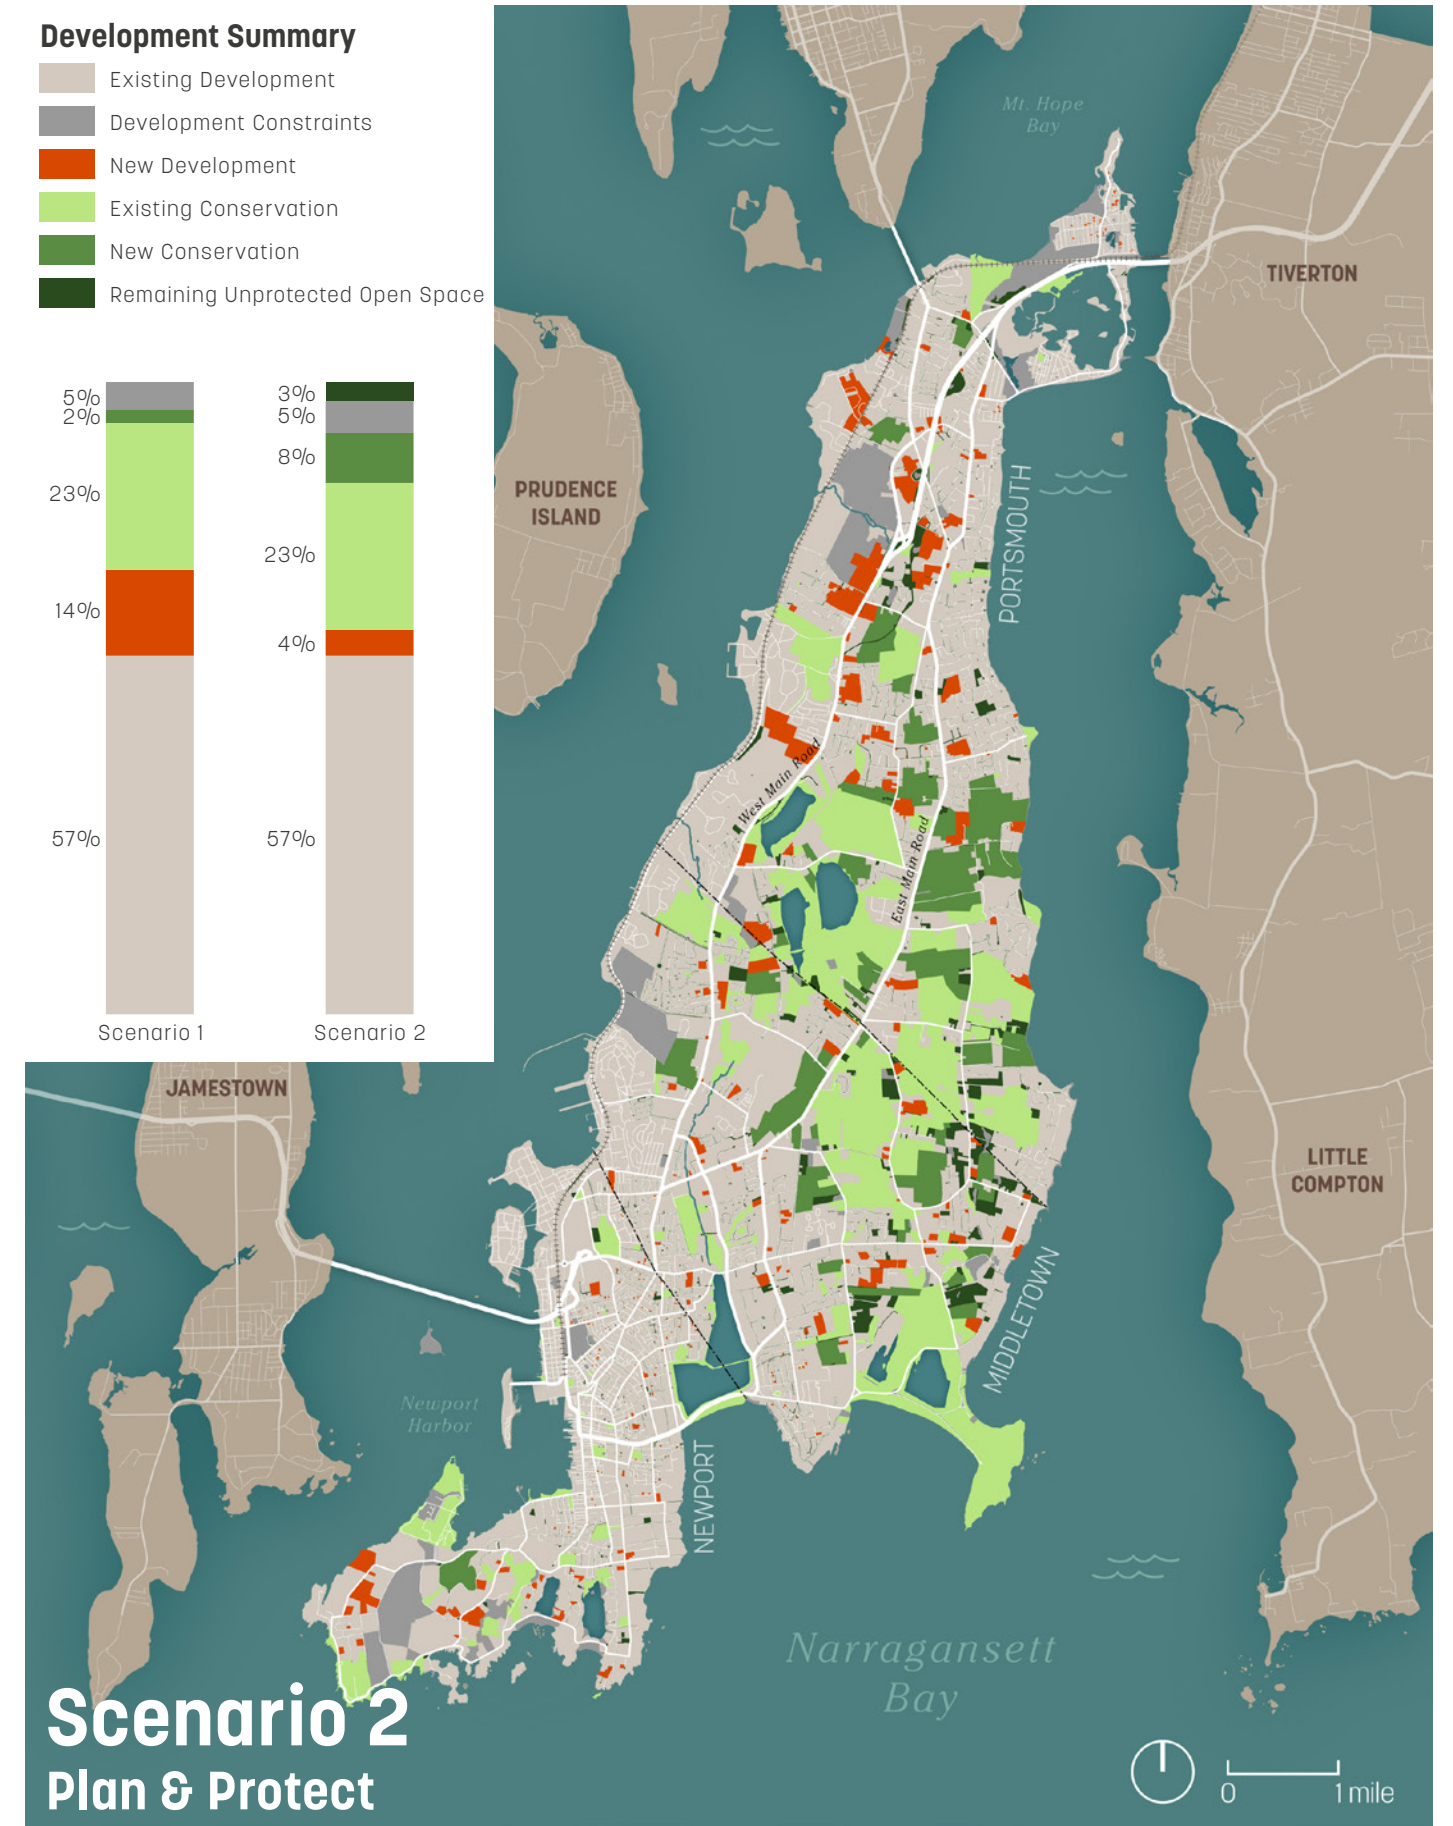 Development Summary
Existing Development
Development Constraints
New Development
Existing Conservation
New Conservation
Remaining Unprotected Open Space
5%
2%
23%
14%
57%
Scenario 1
3%
5%
8%
23%
4%
57%
Scenario 2
Mt. Hope
Bay
TIVERTON
PRUDENCE
ISLAND
PORTSMOUTH
West Main Road
East Main Road
JAMESTOWN
LITTLE
COMPTON
MIDDLETOWN
Newport
Harbor
NEWPORT
Narragansett
Bay
Scenario 2
Plan & Protect
0
1 mile